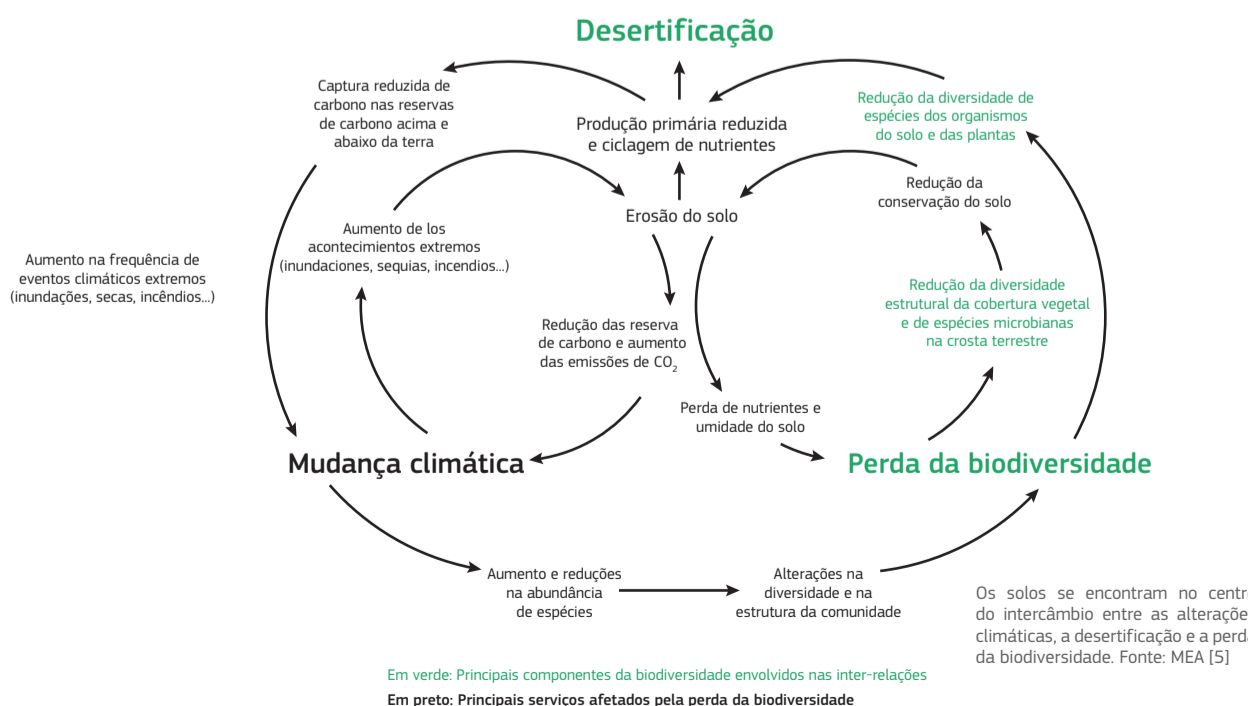 Desertificação
Captura reduzida de
carbono nas reservas
de carbono acima e
abaixo da terra
Produção primária reduzida
e ciclagem de nutrientes
Redução da diversidade de
espécies dos organismos
do solo e das plantas
Redução da
conservação do solo
Erosão do solo
Aumento de los
acontecimientos extremos
(inundaciones, sequias, incendios...)
Aumento na frequência de
eventos climáticos extremos
(inundações, secas, incêndios...)
Redução da diversidade
estrutural da cobertura vegetal
e de espécies microbianas
na crosta terrestre
Redução das reserva
de carbono e aumento
das emissões de CO₂
Perda de nutrientes e
umidade do solo
Mudança climática
Perda da biodiversidade
Aumento e reduções
na abundância
de espécies
Alterações na
diversidade e na
estrutura da comunidade
Os solos se encontram no centr
do intercâmbio entre as alteraçõe
climáticas, a desertificação e a perd
da biodiversidade. Fonte: MEA [5]
Em verde: Principais componentes da biodiversidade envolvidos nas inter-relações
Em preto: Principais serviços afetados pela perda da biodiversidade